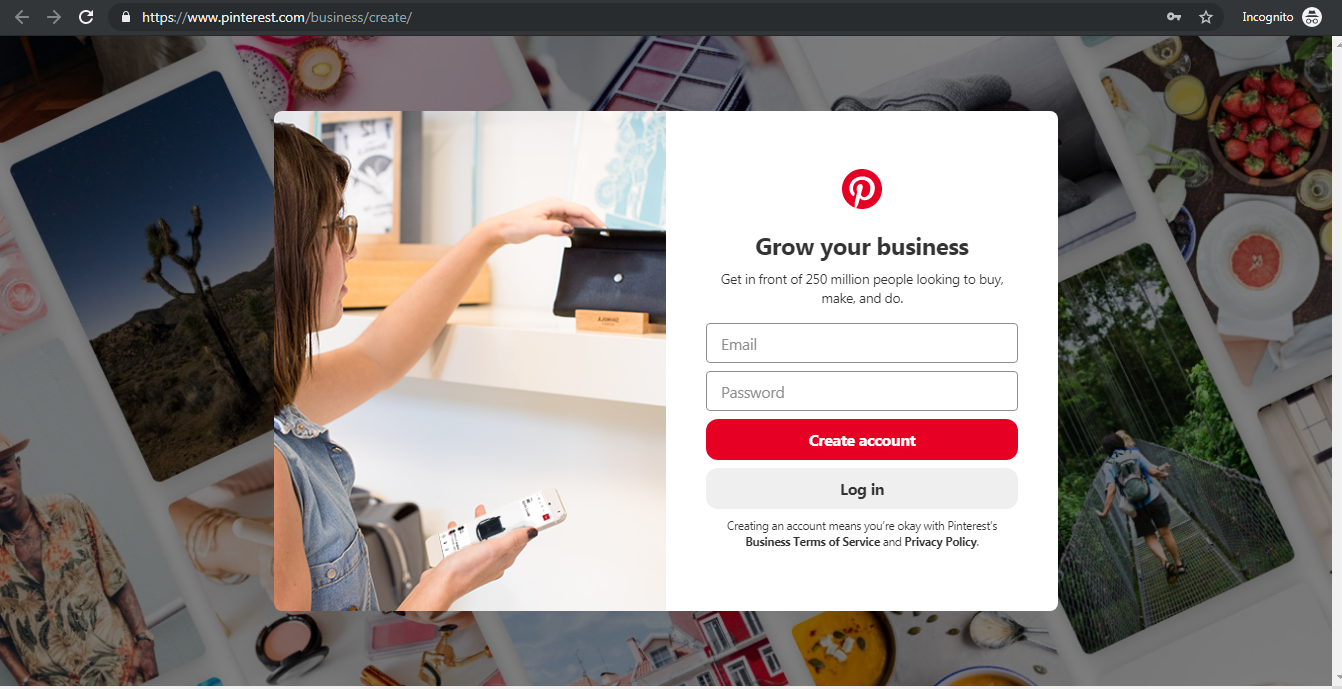 https://www.pinterest.com/business/create/
Incognito
Grow your business
Get in front of 250 million people looking to buy,
make, and do.
Email
Password
Create account
Log in
Creating an account means you're okay with Pinterest's
Business Terms of Service and Privacy Policy.